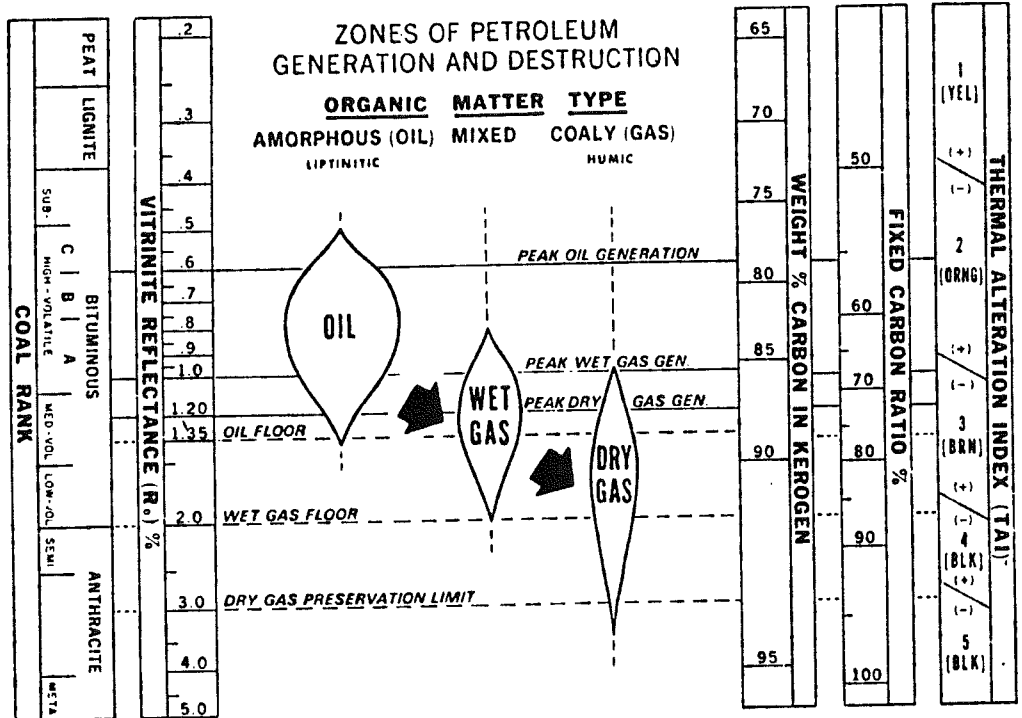 ZONES OF PETROLEUM
GENERATION AND DESTRUCTION
ORGANIC MATTER TYPE
AMORPHOUS (OIL) MIXED COALY (GAS)
LIPTINITIC HUMIC
COAL RANK
PEAT
LIGNITE
SUB-
BITUMINOUS
HIGH-VOLATILE
C
B
A
MED-VOL
LOW-VOL
SEMI
ANTHRACITE
META
VITRINITE REFLECTANCE (Ro) %
.2
.3
.4
.5
.6
.7
.8
.9
1.0
1.20
1.35
2.0
3.0
4.0
5.0
PEAK OIL GENERATION
OIL
PEAK WET GAS GEN.
WET
GAS
PEAK DRY GAS GEN.
OIL FLOOR
DRY
GAS
WET GAS FLOOR
DRY GAS PRESERVATION LIMIT
WEIGHT % CARBON IN KEROGEN
65
70
75
80
85
90
95
FIXED CARBON RATIO %
50
60
70
80
90
100
THERMAL ALTERATION INDEX (TAI)
1
(YEL)
(+)
(-)
2
(ORNG)
(+)
(-)
3
(BRN)
(+)
(-)
4
(BLK)
(+)
(-)
5
(BLK)